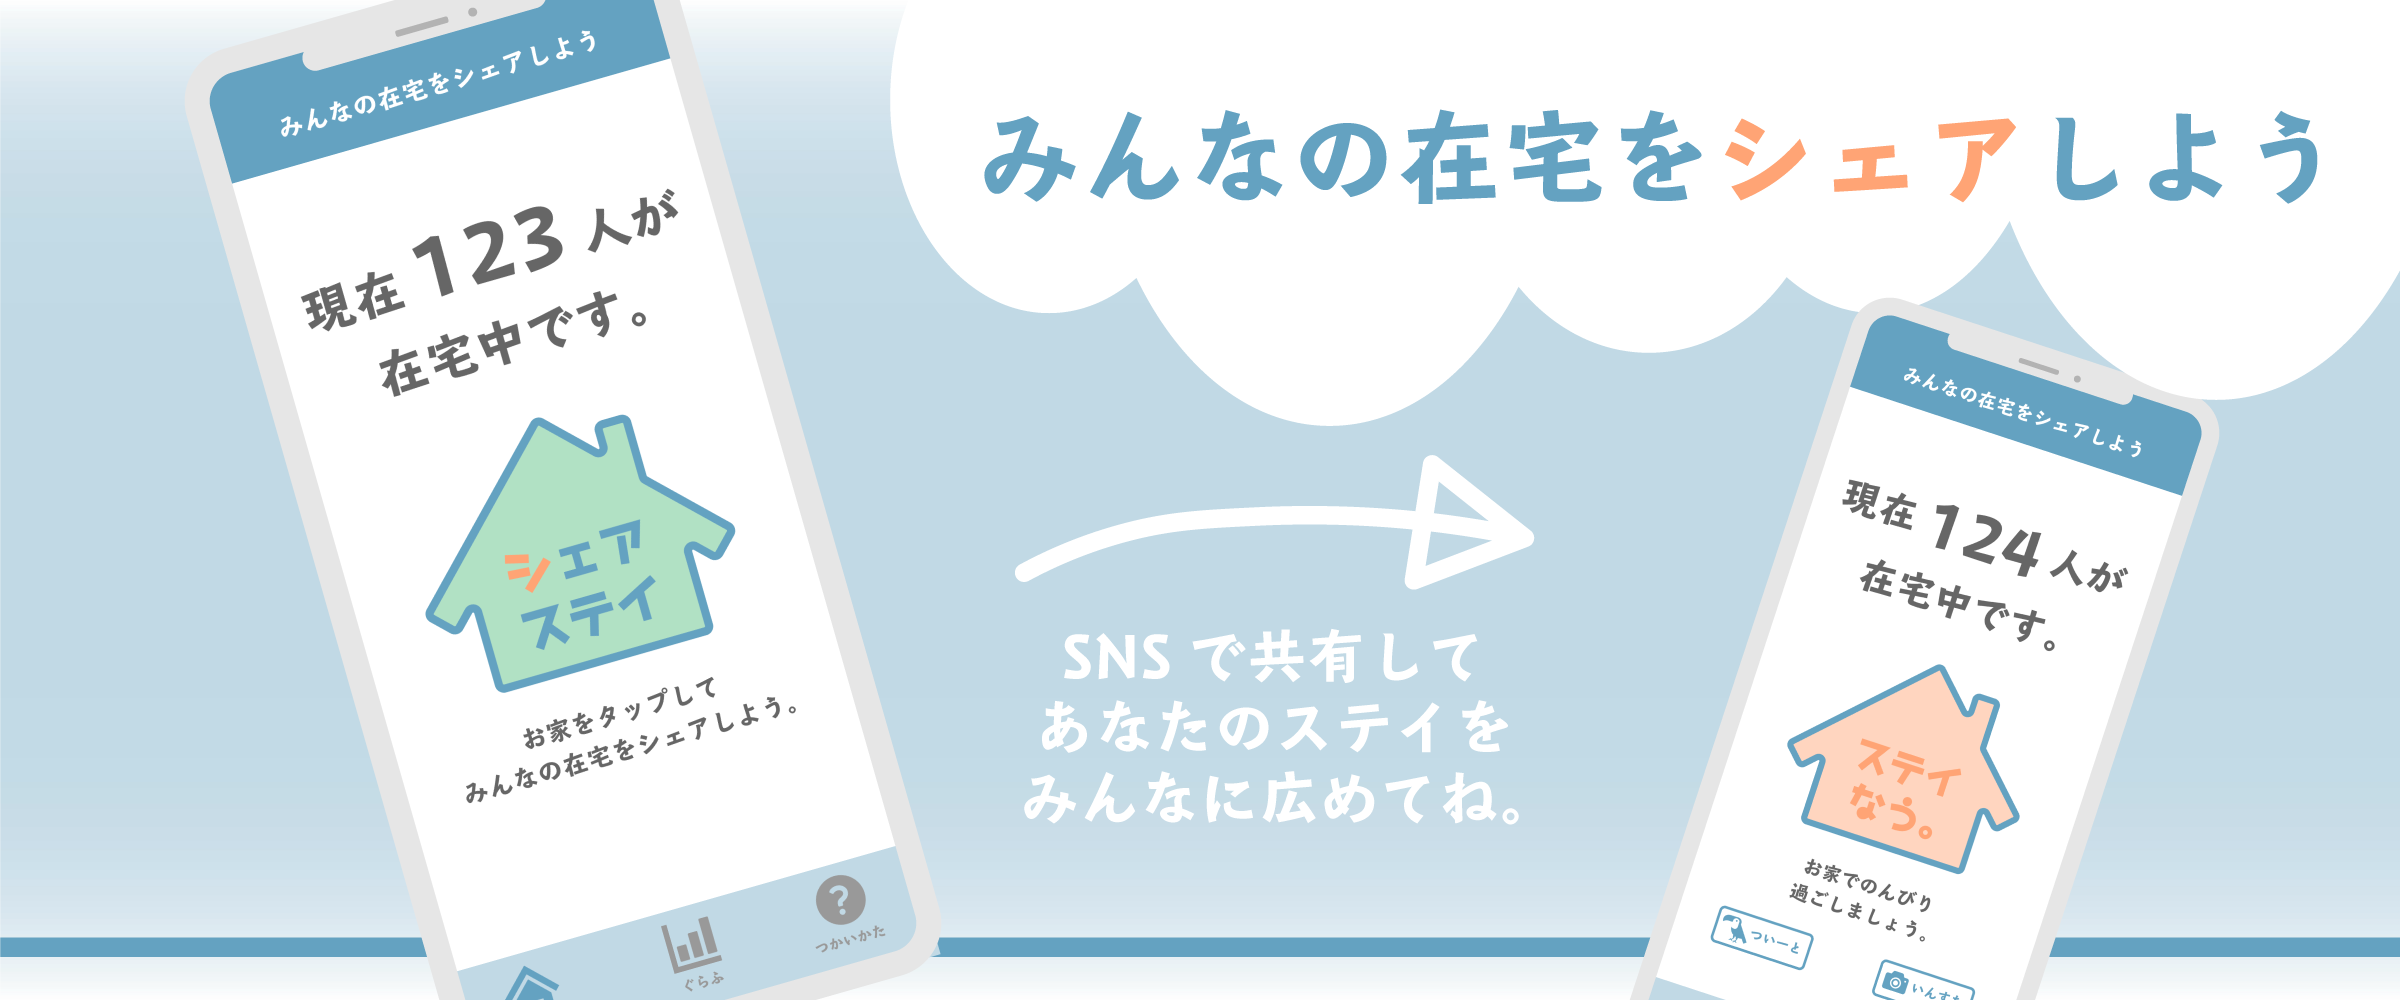 みんなの在宅をシェアしよう
現在 123 人が
在宅中です。
シェア
ステイ
お家をタップして
みんなの在宅をシェアしよう。
ぐらふ
つかいかた
みんなの在宅をシェアしよう
SNS で共有して
あなたのステイを
みんなに広めてね。
みんなの在宅をシェアしよう
現在 124 人が
在宅中です。
ステイ
なう。
お家でのんびり
過ごしましょう。
ついーと